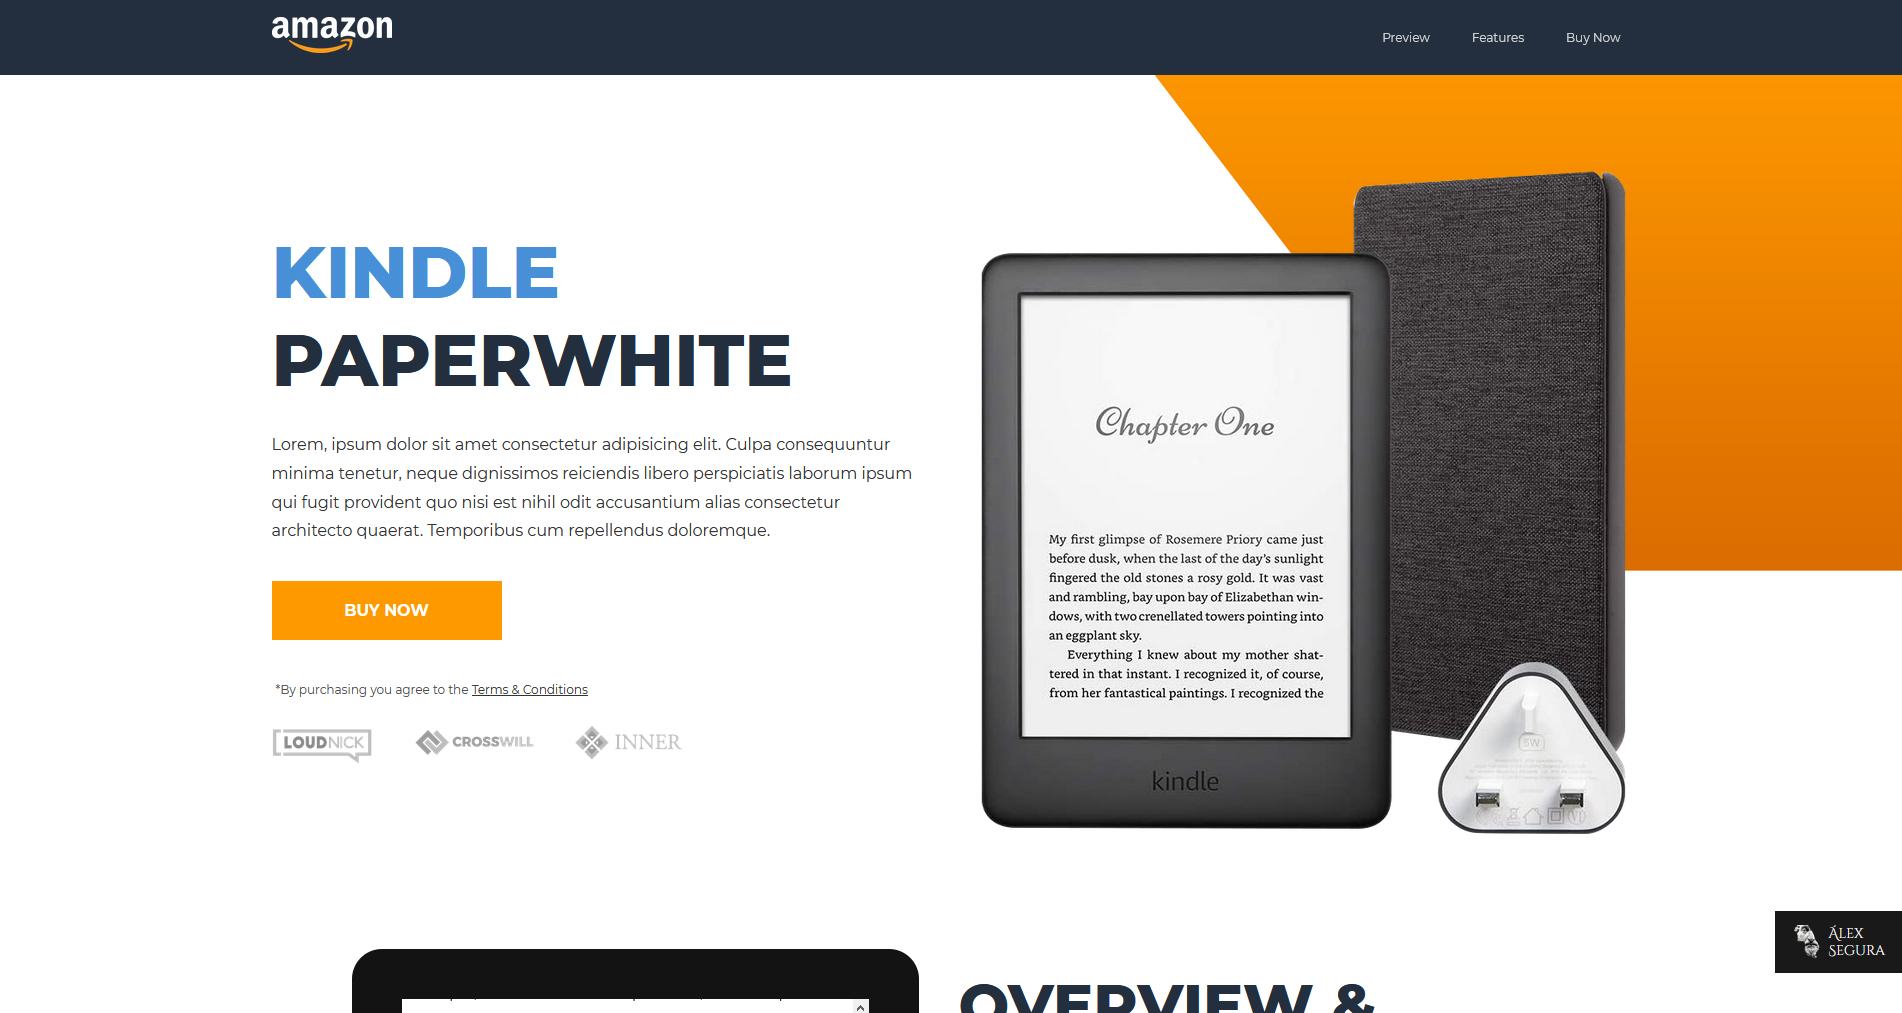 amazon
Preview
Features
Buy Now
KINDLE
PAPERWHITE
Lorem, ipsum dolor sit amet consectetur adipisicing elit. Culpa consequuntur
minima tenetur, neque dignissimos reiciendis libero perspiciatis laborum ipsum
qui fugit provident quo nisi est nihil odit accusantium alias consectetur
architecto quaerat. Temporibus cum repellendus doloremque.
BUY NOW
*By purchasing you agree to the Terms & Conditions
LOUDNICK
CROSSWILL
INNER
Chapter One
My first glimpse of Rosemere Priory came just
before dusk, when the last of the day's sunlight
fingered the old stones a rosy gold. It was vast
and rambling, bay upon bay of Elizabethan win-
dows, with two crenellated towers pointing into
an eggplant sky.
Everything I knew about my mother shat-
tered in that instant. I recognized it, of course,
from her fantastical paintings. I recognized the
kindle
5W
ÁLEX
SEGURA
OVERVIEW &